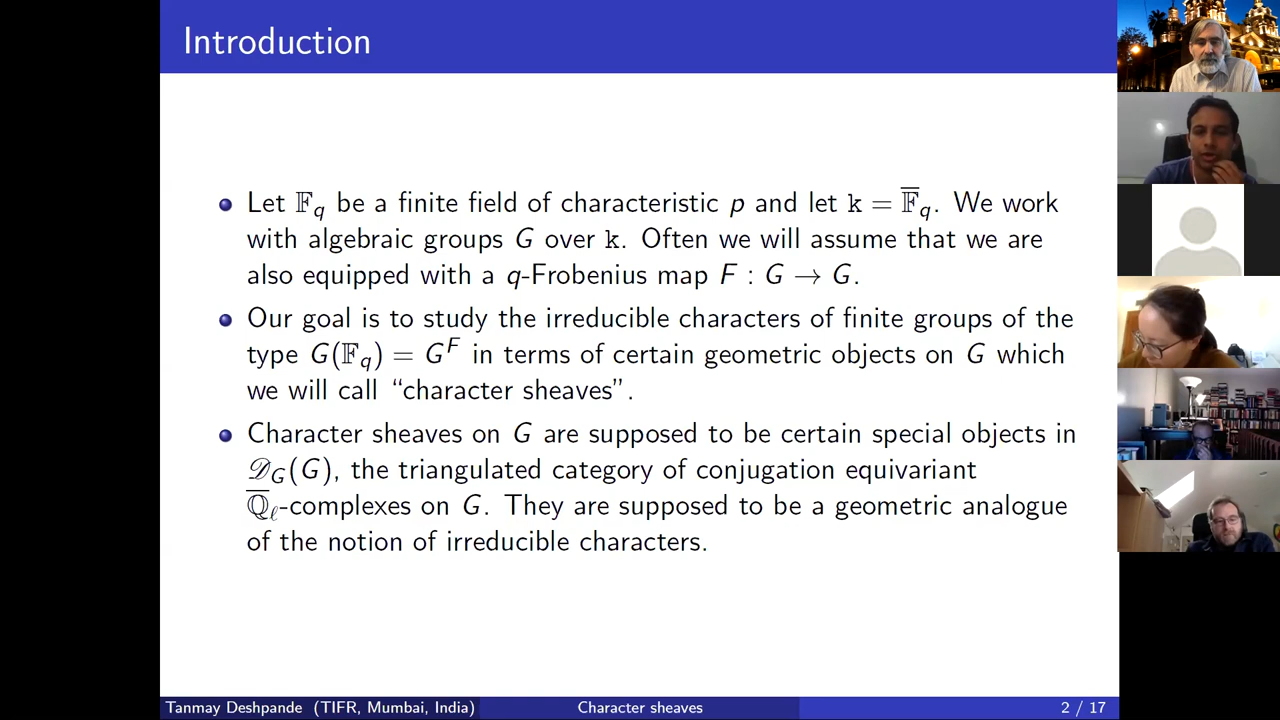 Introduction
Let 𝔽_q be a finite field of characteristic p and let k = 𝔽̅_q. We work
with algebraic groups G over k. Often we will assume that we are
also equipped with a q-Frobenius map F : G → G.
Our goal is to study the irreducible characters of finite groups of the
type G(𝔽_q) = G^F in terms of certain geometric objects on G which
we will call “character sheaves”.
Character sheaves on G are supposed to be certain special objects in
𝒟_G(G), the triangulated category of conjugation equivariant
ℚ̅_ℓ-complexes on G. They are supposed to be a geometric analogue
of the notion of irreducible characters.
Tanmay Deshpande (TIFR, Mumbai, India) Character sheaves 2 / 17